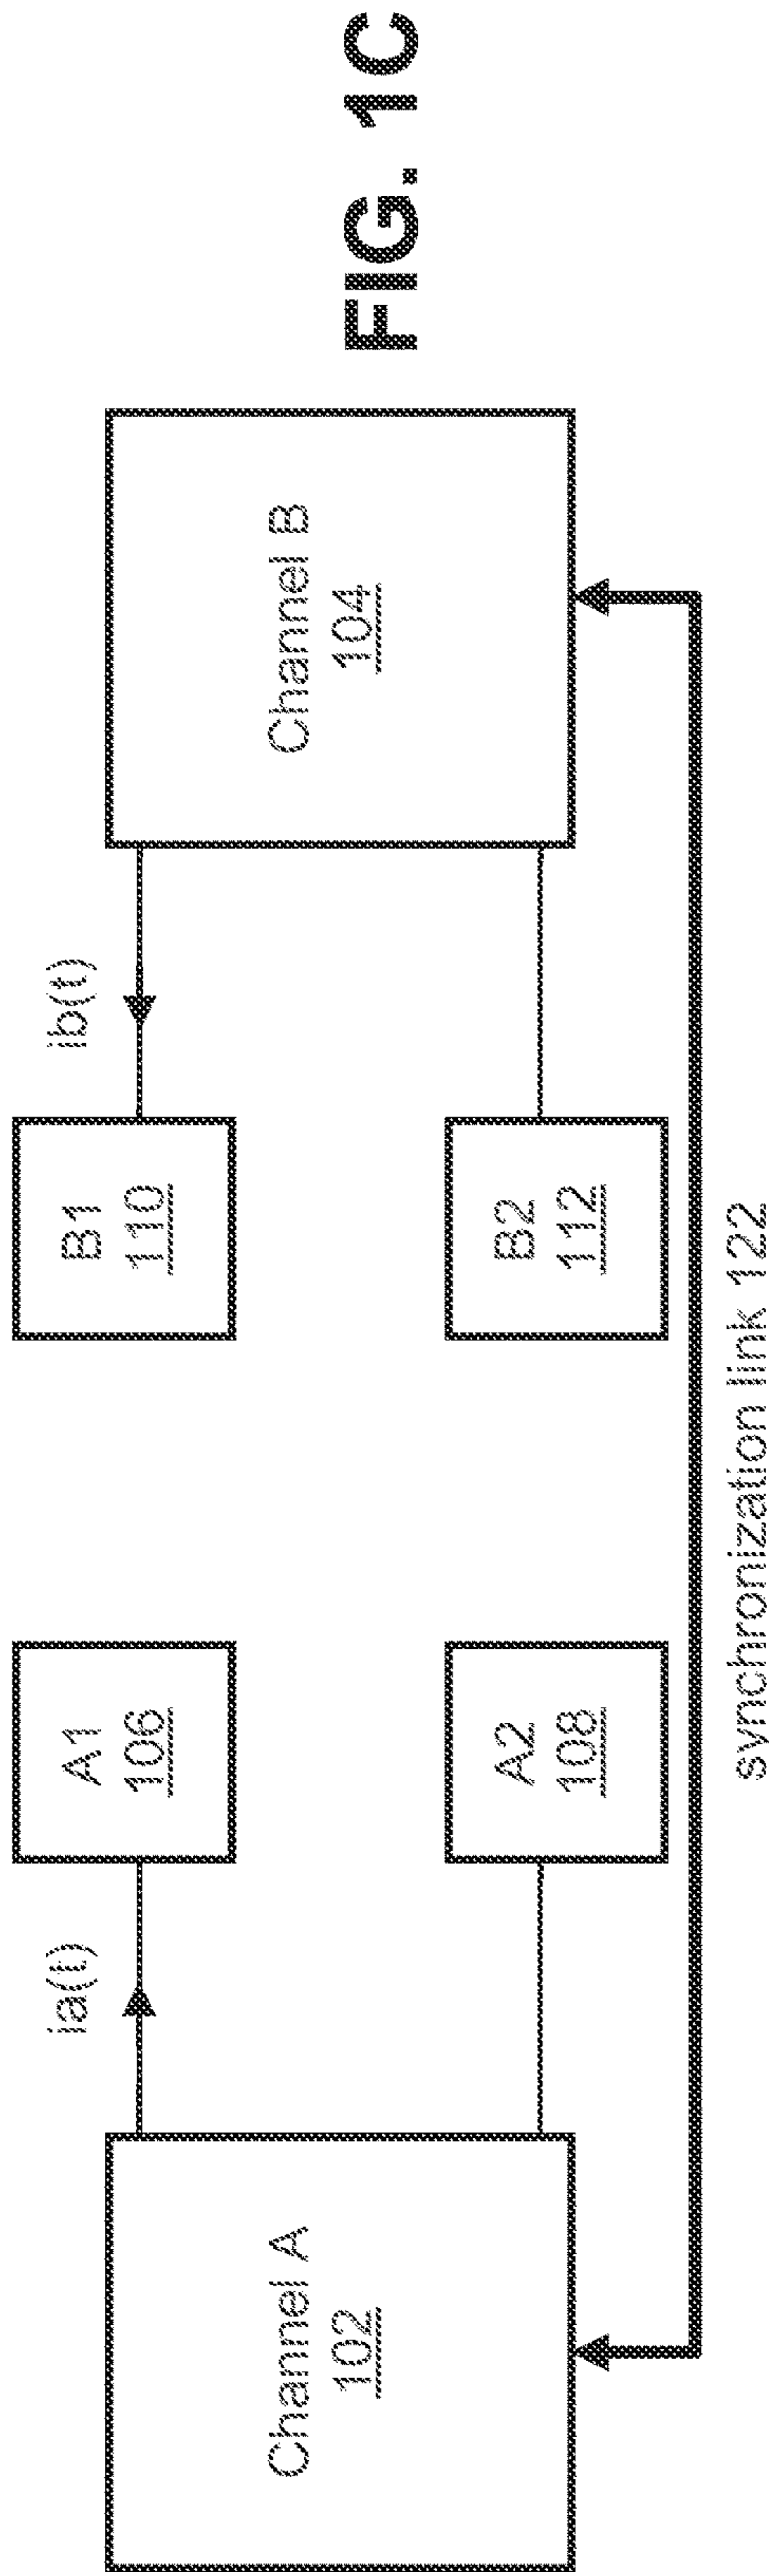 ia(t)
ib(t)
A1
106
B1
110
Channel A
102
Channel B
104
A2
108
B2
112
synchronization link 122
FIG. 1C